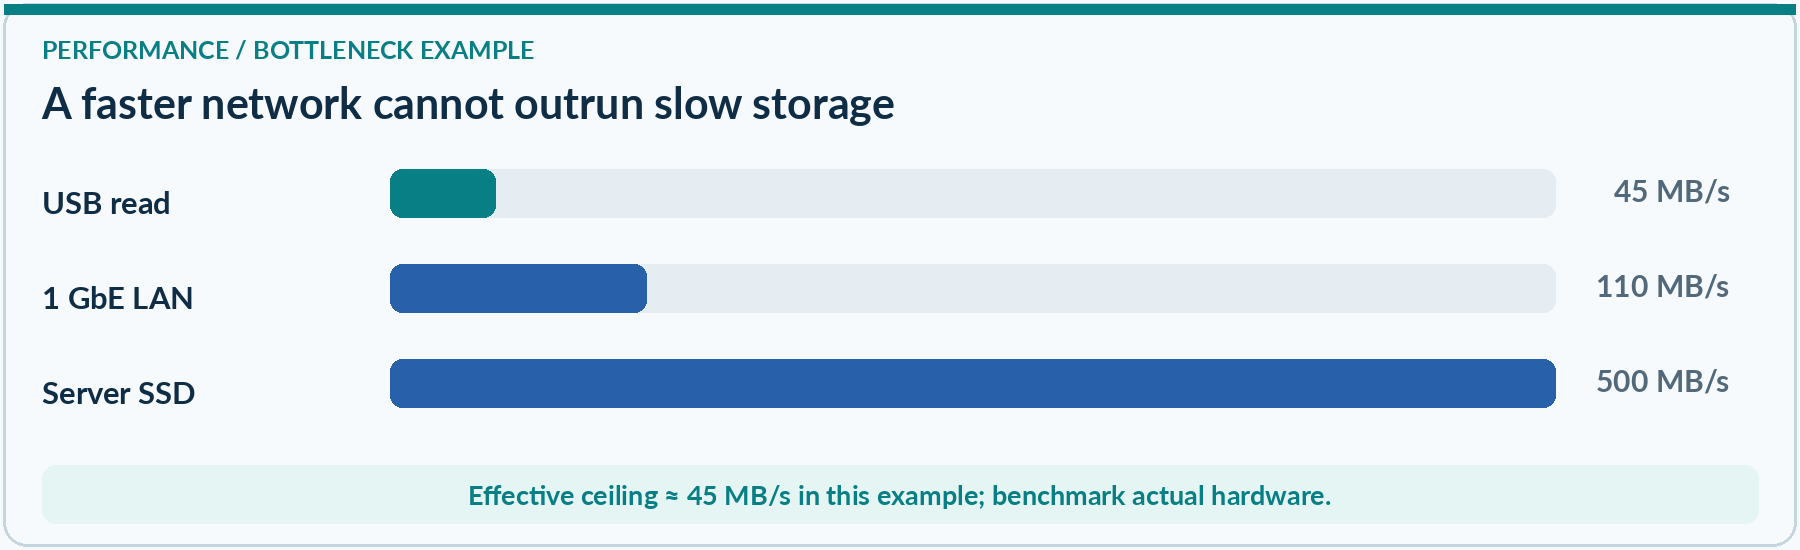 PERFORMANCE / BOTTLENECK EXAMPLE
A faster network cannot outrun slow storage
USB read
45 MB/s
1 GbE LAN
110 MB/s
Server SSD
500 MB/s
Effective ceiling ≈ 45 MB/s in this example; benchmark actual hardware.